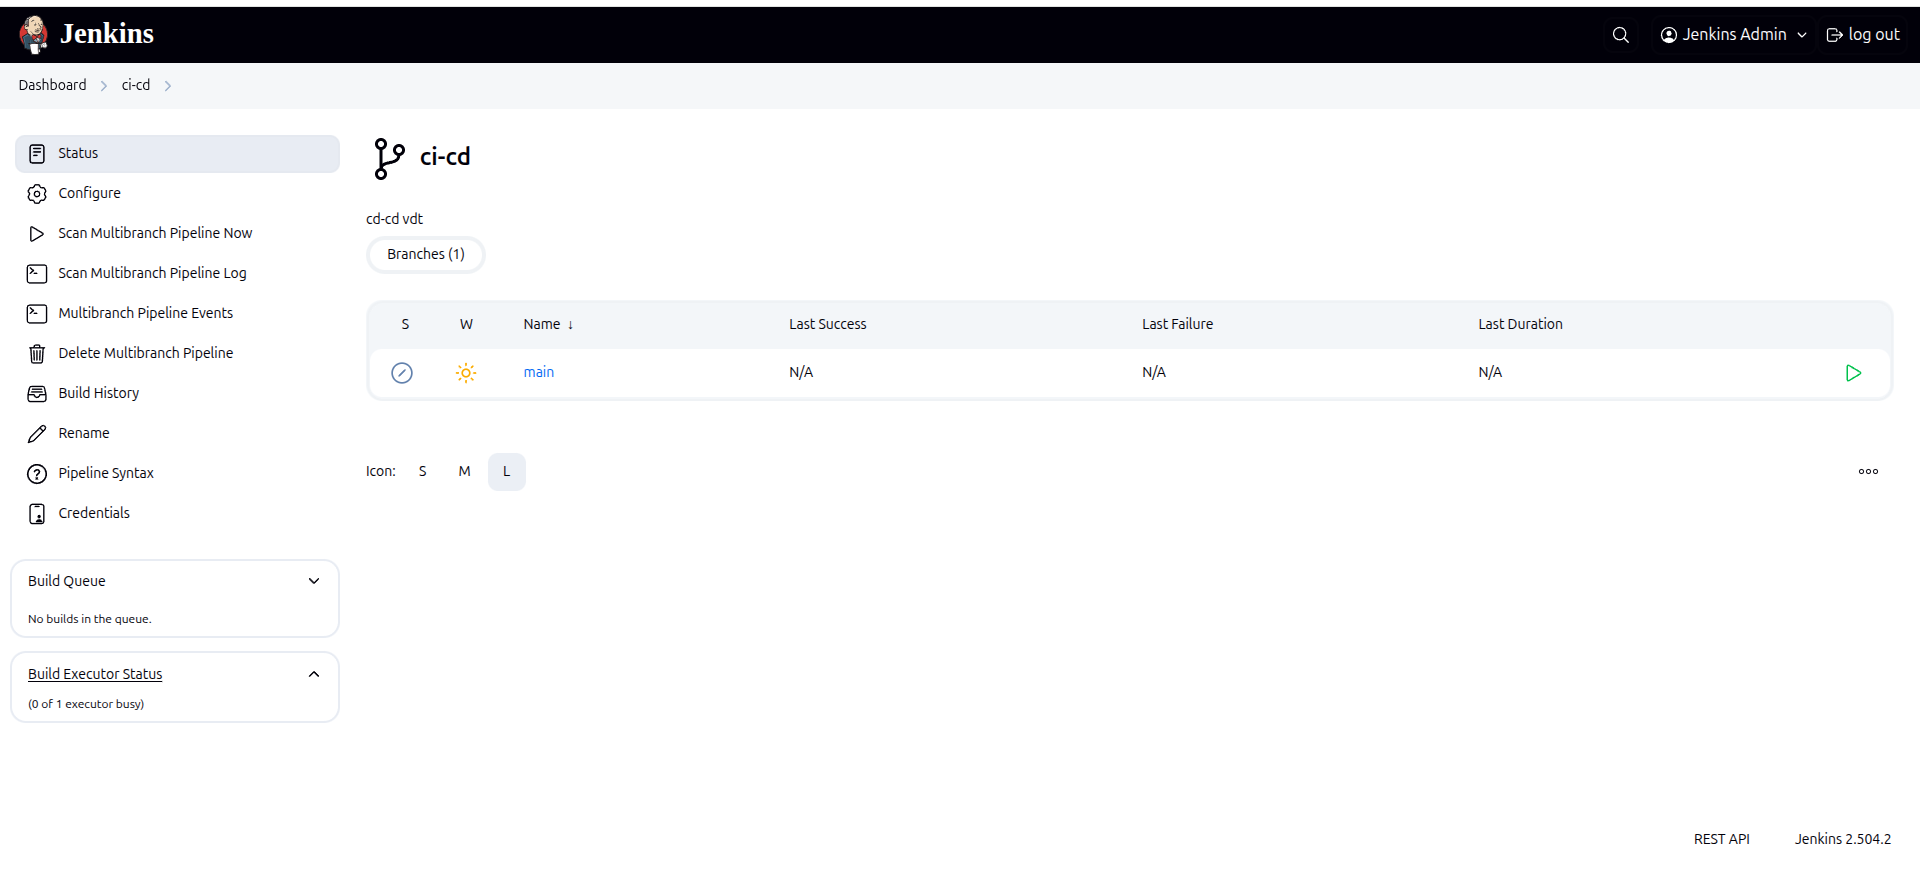 Jenkins
Jenkins Admin
log out
Dashboard
ci-cd
Status
Configure
Scan Multibranch Pipeline Now
Scan Multibranch Pipeline Log
Multibranch Pipeline Events
Delete Multibranch Pipeline
Build History
Rename
Pipeline Syntax
Credentials
Build Queue
No builds in the queue.
Build Executor Status
(0 of 1 executor busy)
ci-cd
cd-cd vdt
Branches (1)
S W Name ↓ Last Success Last Failure Last Duration
main N/A N/A N/A
Icon: S M L
REST API Jenkins 2.504.2